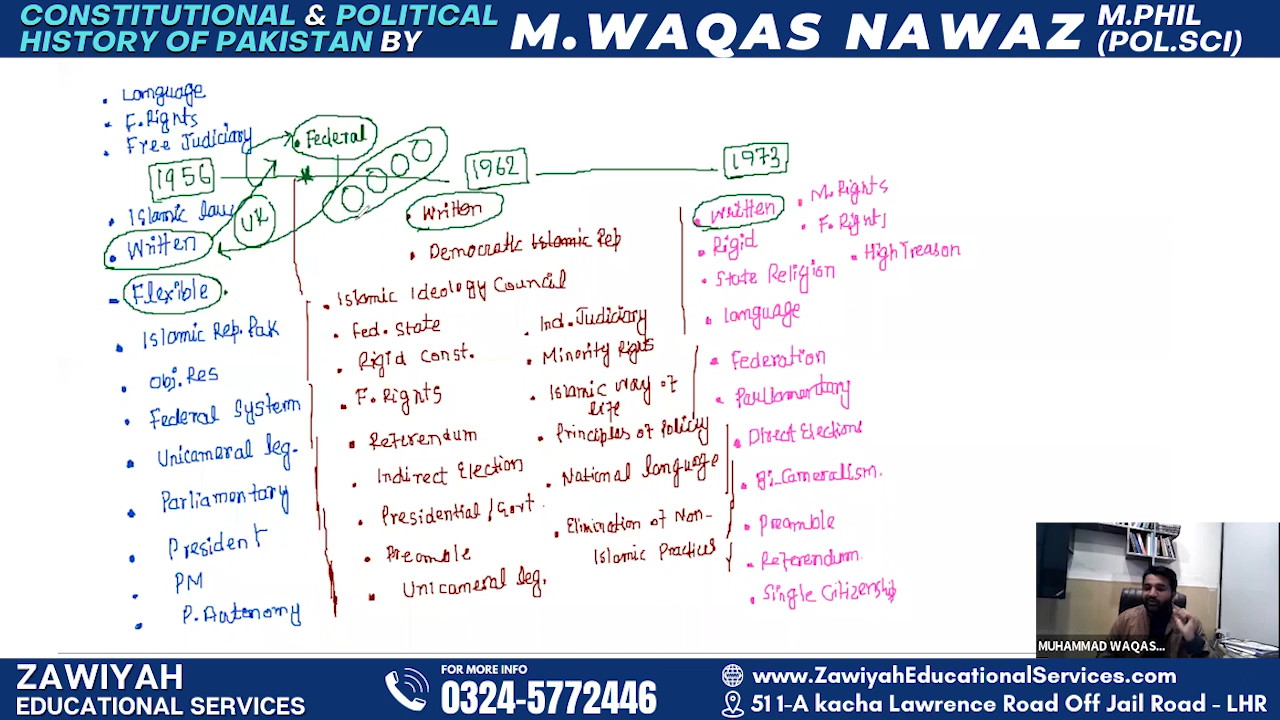 CONSTITUTIONAL & POLITICAL
HISTORY OF PAKISTAN BY
M.WAQAS NAWAZ
M.PHIL
(POL.SCI)
Language
F.Rights
Free Judiciary
1956
Islamic law
Written
Flexible
Islamic Rep. Pak
Obj.Res
Federal System
Unicameral leg.
Parliamentary
President
PM
P. Autonomy
UK
Federal
1962
Written
Democratic Islamic Rep
Islamic Ideology Council
Fed. State
Rigid Const.
F. Rights
Referendum
Indirect Election
Presidential / Govt.
Preamble
Unicameral leg.
Ind. Judiciary
Minority Rights
Islamic way of
life
Principles of Policy
National language
Elimination of Non-
Islamic Practices
1973
Written
Rigid
State Religion
Language
Federation
Parliamentary
Direct Elections
Bi-Cameralism.
Preamble
Referendum.
Single Citizenship
M. Rights
F. Rights
High Treason
MUHAMMAD WAQAS...
ZAWIYAH
EDUCATIONAL SERVICES
FOR MORE INFO
0324-5772446
www.ZawiyahEducationalServices.com
511-A kacha Lawrence Road Off Jail Road - LHR